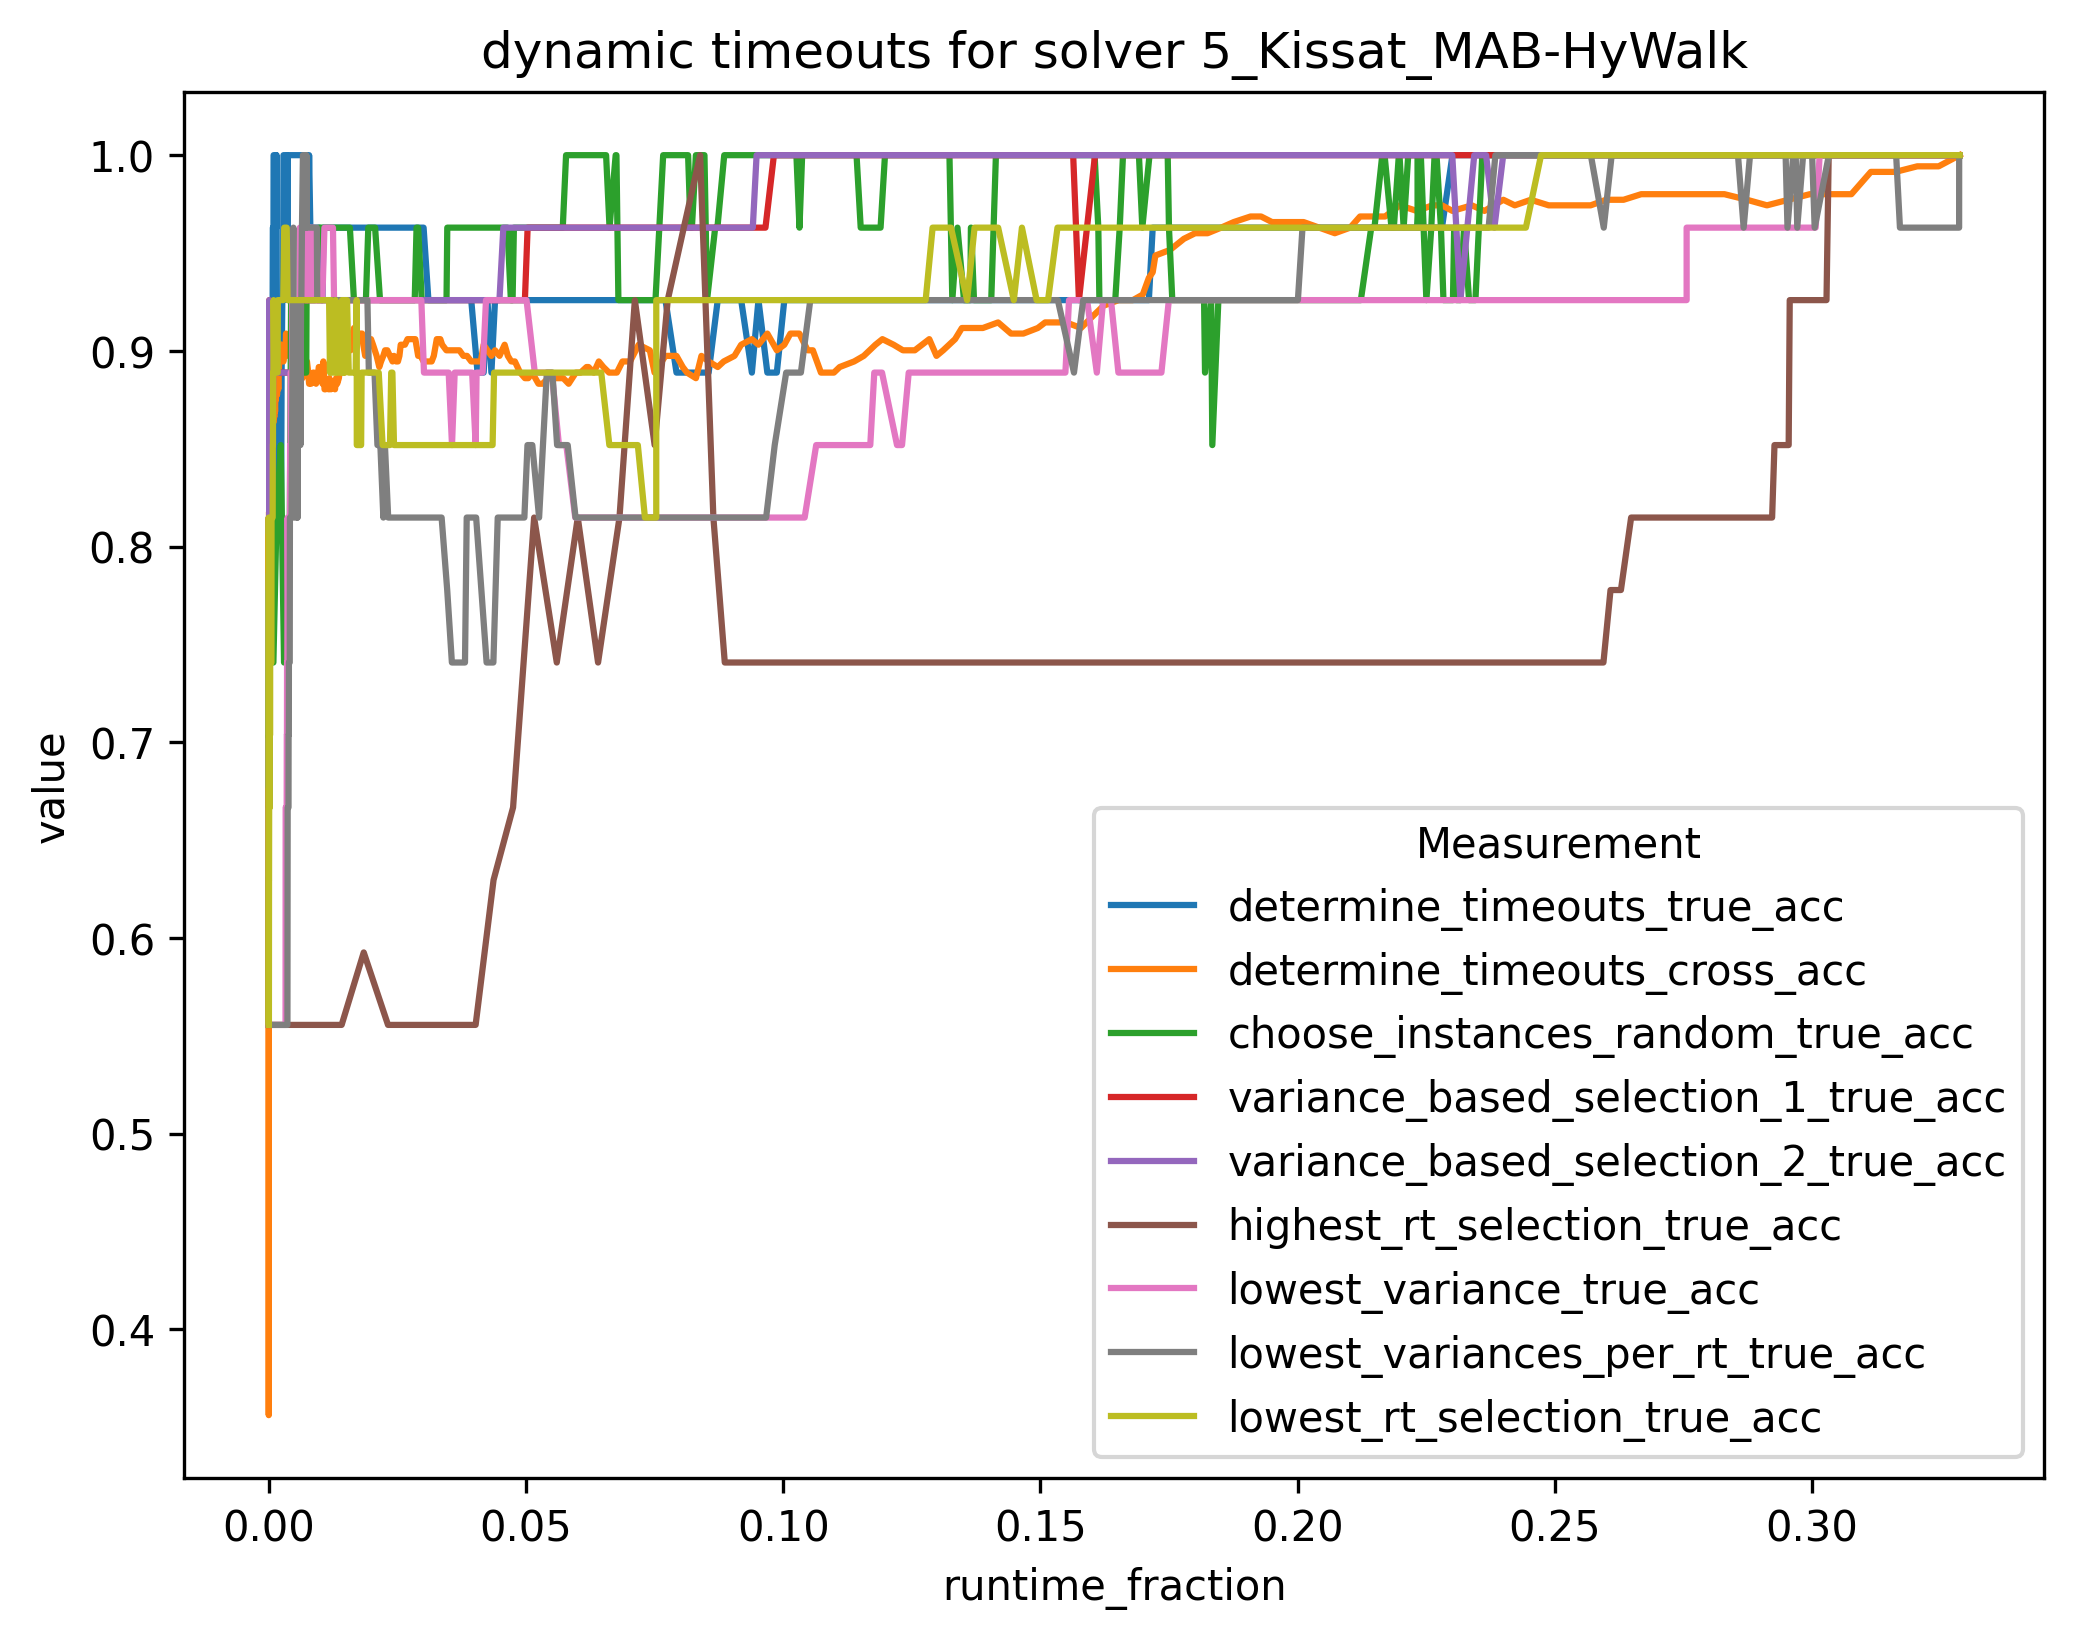 dynamic timeouts for solver 5_Kissat_MAB-HyWalk
1.0
0.9
0.8
0.7
0.6
0.5
0.4
value
0.00 0.05 0.10 0.15 0.20 0.25 0.30
runtime_fraction
Measurement
determine_timeouts_true_acc
determine_timeouts_cross_acc
choose_instances_random_true_acc
variance_based_selection_1_true_acc
variance_based_selection_2_true_acc
highest_rt_selection_true_acc
lowest_variance_true_acc
lowest_variances_per_rt_true_acc
lowest_rt_selection_true_acc